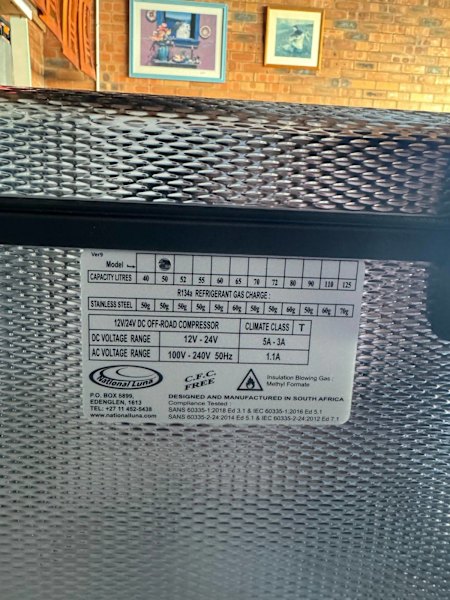 Ver9
Model
CAPACITY LITRES 40 50 52 55 60 65 70 72 80 90 110 125
R134a REFRIGERANT GAS CHARGE :
STAINLESS STEEL 50g 50g 50g 50g 50g 50g 50g 50g 60g 50g 60g 70g
12V/24V DC OFF-ROAD COMPRESSOR CLIMATE CLASS T
DC VOLTAGE RANGE 12V - 24V 5A - 3A
AC VOLTAGE RANGE 100V - 240V 50Hz 1.1A
National Luna
C.F.C. FREE
Insulation Blowing Gas :
Methyl Formate
P.O. BOX 5899,
EDENGLEN, 1613
TEL: +27 11 452-5438
www.nationalluna.com
DESIGNED AND MANUFACTURED IN SOUTH AFRICA
Compliance Tested :
SANS 60335-1:2018 Ed 3.1 & IEC 60335-1:2016 Ed 5.1
SANS 60335-2-24:2014 Ed 5.1 & IEC 60335-2-24:2012 Ed 7.1